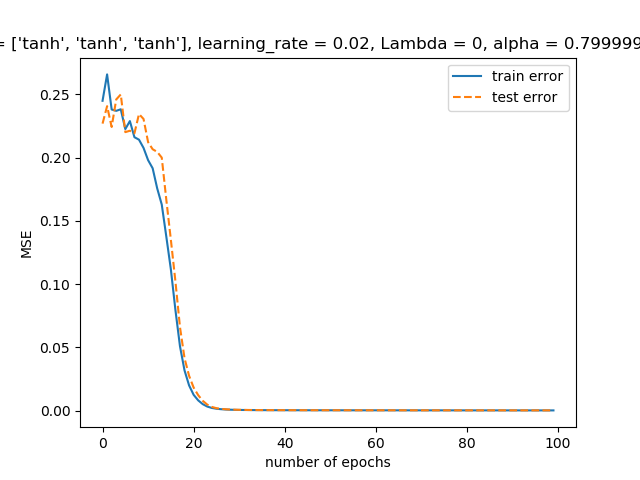 = ['tanh', 'tanh', 'tanh'], learning_rate = 0.02, Lambda = 0, alpha = 0.799999
train error
test error
0.25
0.20
0.15
0.10
0.05
0.00
MSE
0 20 40 60 80 100
number of epochs